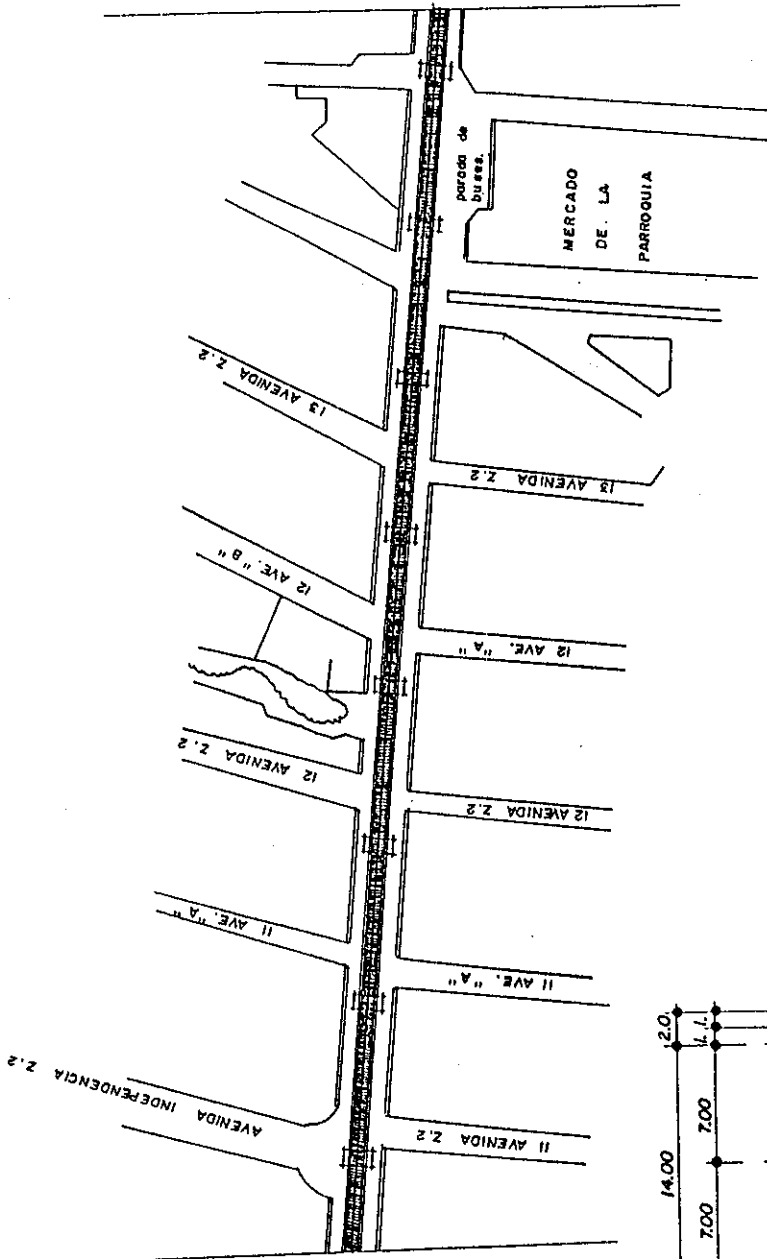 parada de
buses.
MERCADO
DE LA
PARROQUIA
13 AVENIDA Z.2
13 AVENIDA Z.2
12 AVE. "B"
12 AVE. "A"
12 AVENIDA Z.2
12 AVENIDA Z.2
11 AVE. "A"
11 AVE. "A"
AVENIDA INDEPENDENCIA Z.2
11 AVENIDA Z.2
2.0
1. 1.
14.00
7.00
7.00